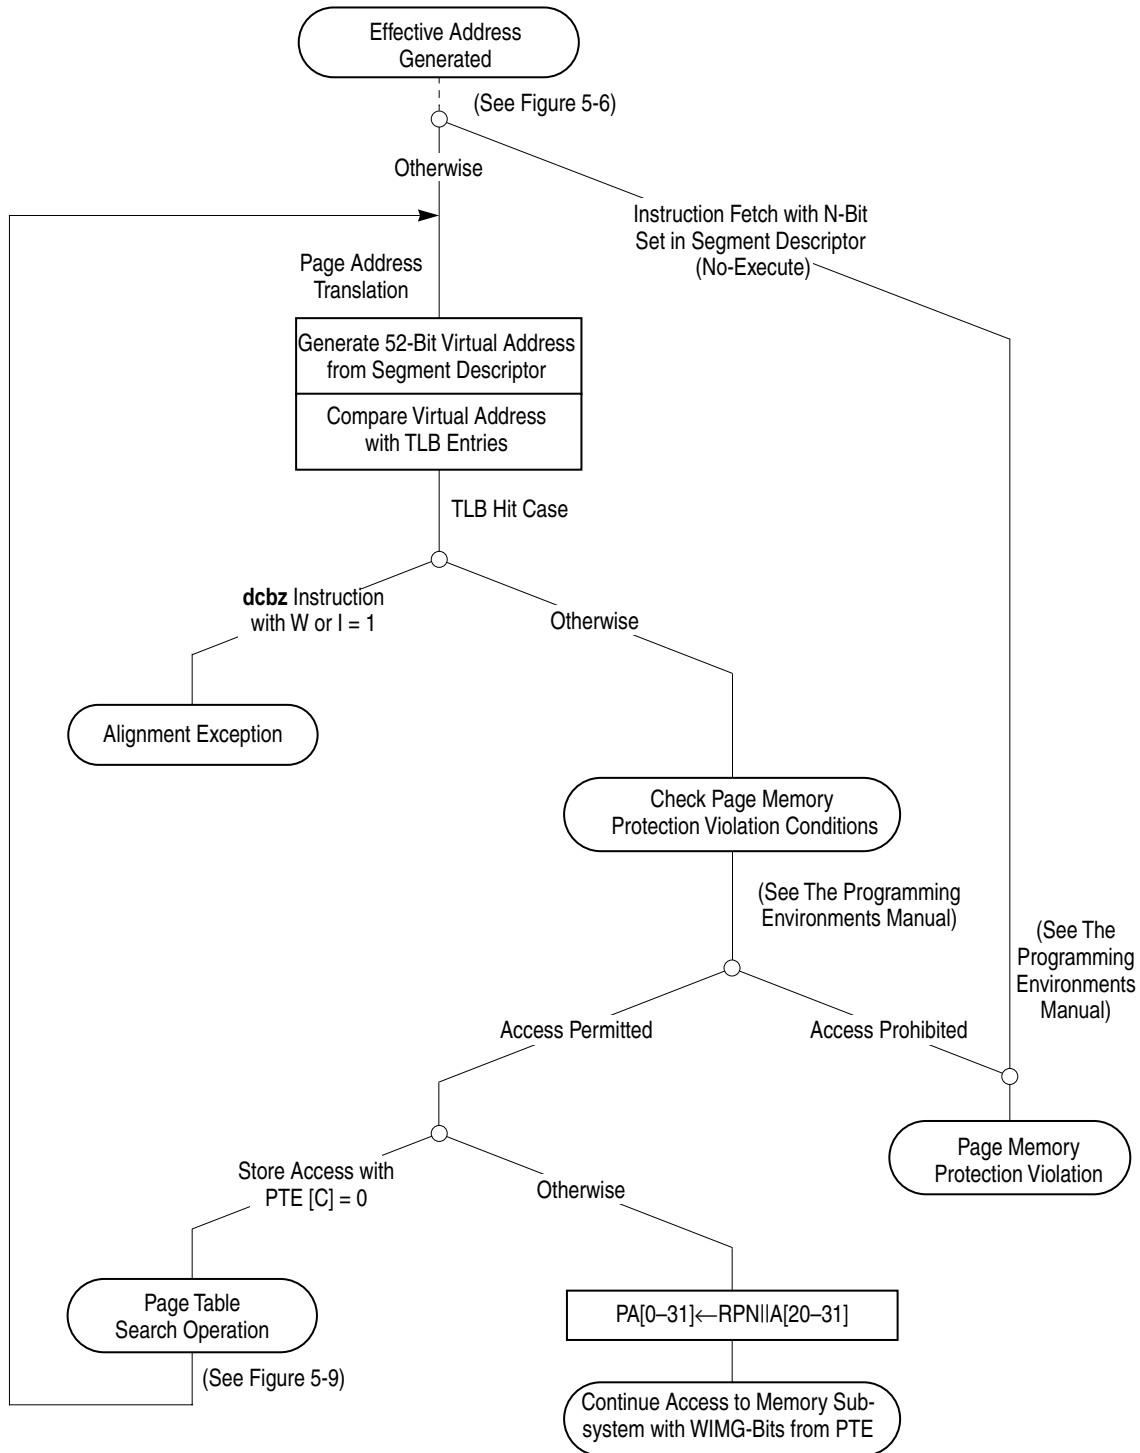 Effective Address
Generated
(See Figure 5-6)
Otherwise
Instruction Fetch with N-Bit
Set in Segment Descriptor
(No-Execute)
Page Address
Translation
Generate 52-Bit Virtual Address
from Segment Descriptor
Compare Virtual Address
with TLB Entries
TLB Hit Case
dcbz Instruction
with W or I = 1
Otherwise
Alignment Exception
Check Page Memory
Protection Violation Conditions
(See The Programming
Environments Manual)
(See The
Programming
Environments
Manual)
Access Permitted
Access Prohibited
Page Memory
Protection Violation
Store Access with
PTE [C] = 0
Otherwise
Page Table
Search Operation
(See Figure 5-9)
PA[0–31]←RPN||A[20–31]
Continue Access to Memory Sub-
system with WIMG-Bits from PTE